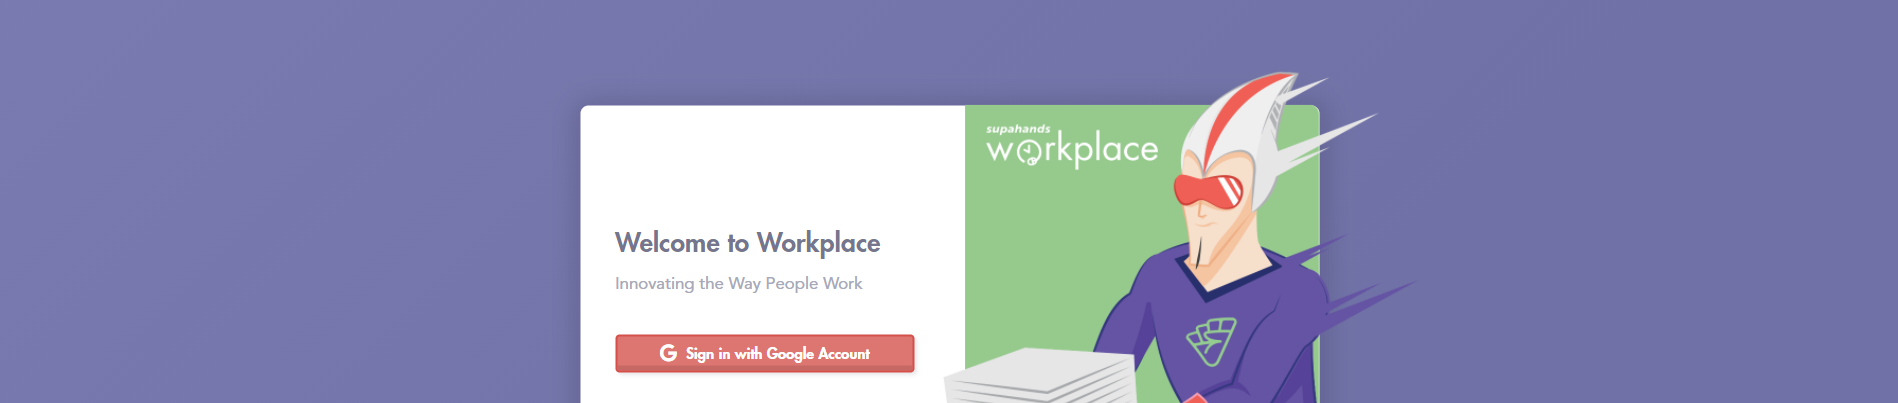 supahands
workplace
Welcome to Workplace
Innovating the Way People Work
Sign in with Google Account